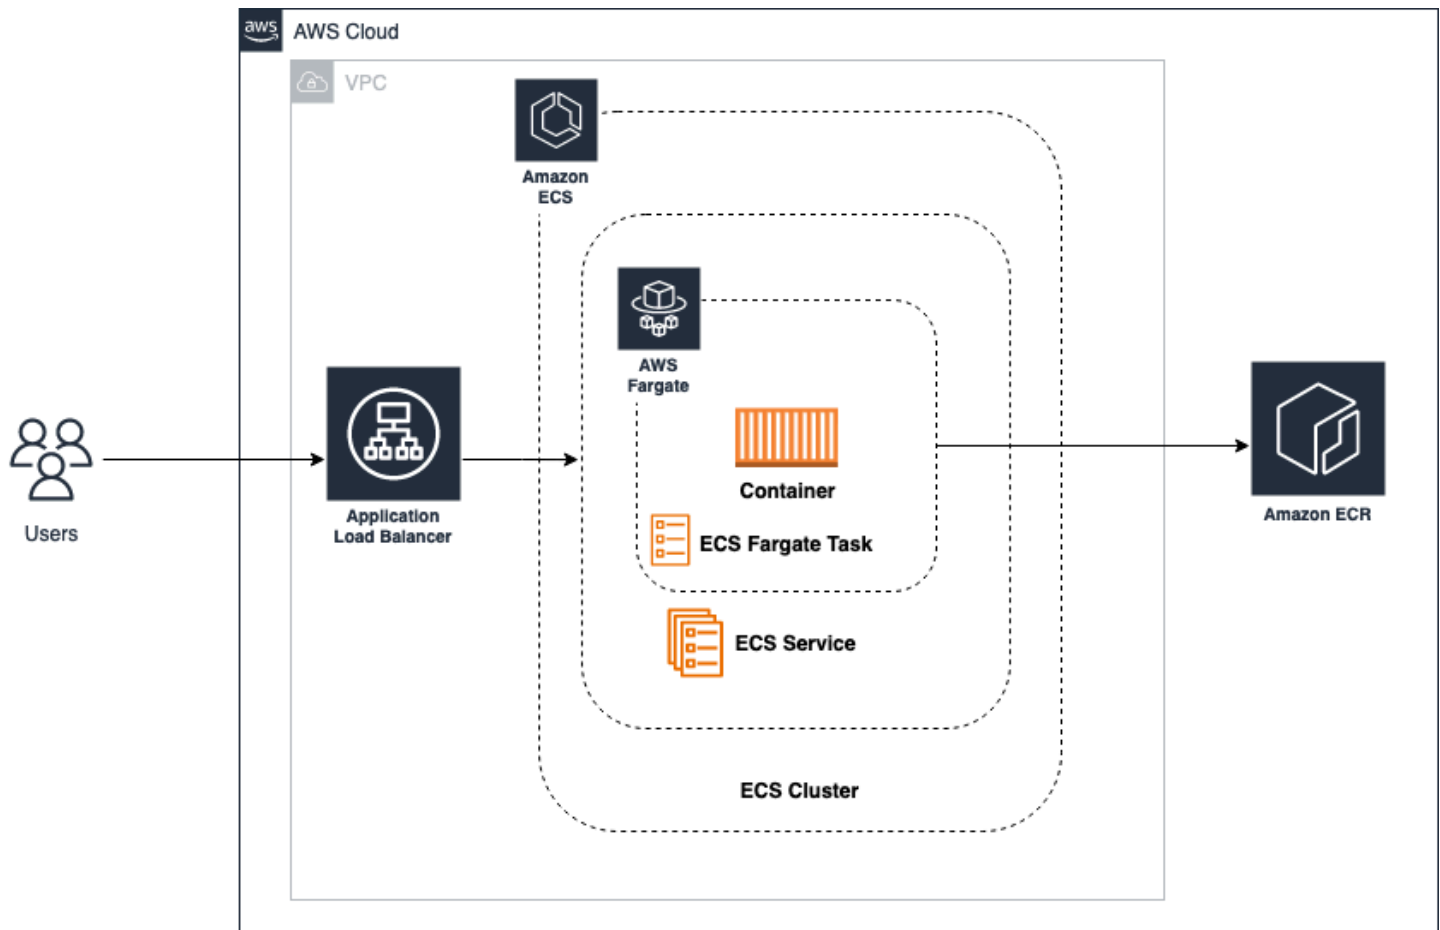 aws
AWS Cloud
VPC
Amazon
ECS
AWS
Fargate
Container
Application
Load Balancer
Users
Amazon ECR
ECS Fargate Task
ECS Service
ECS Cluster